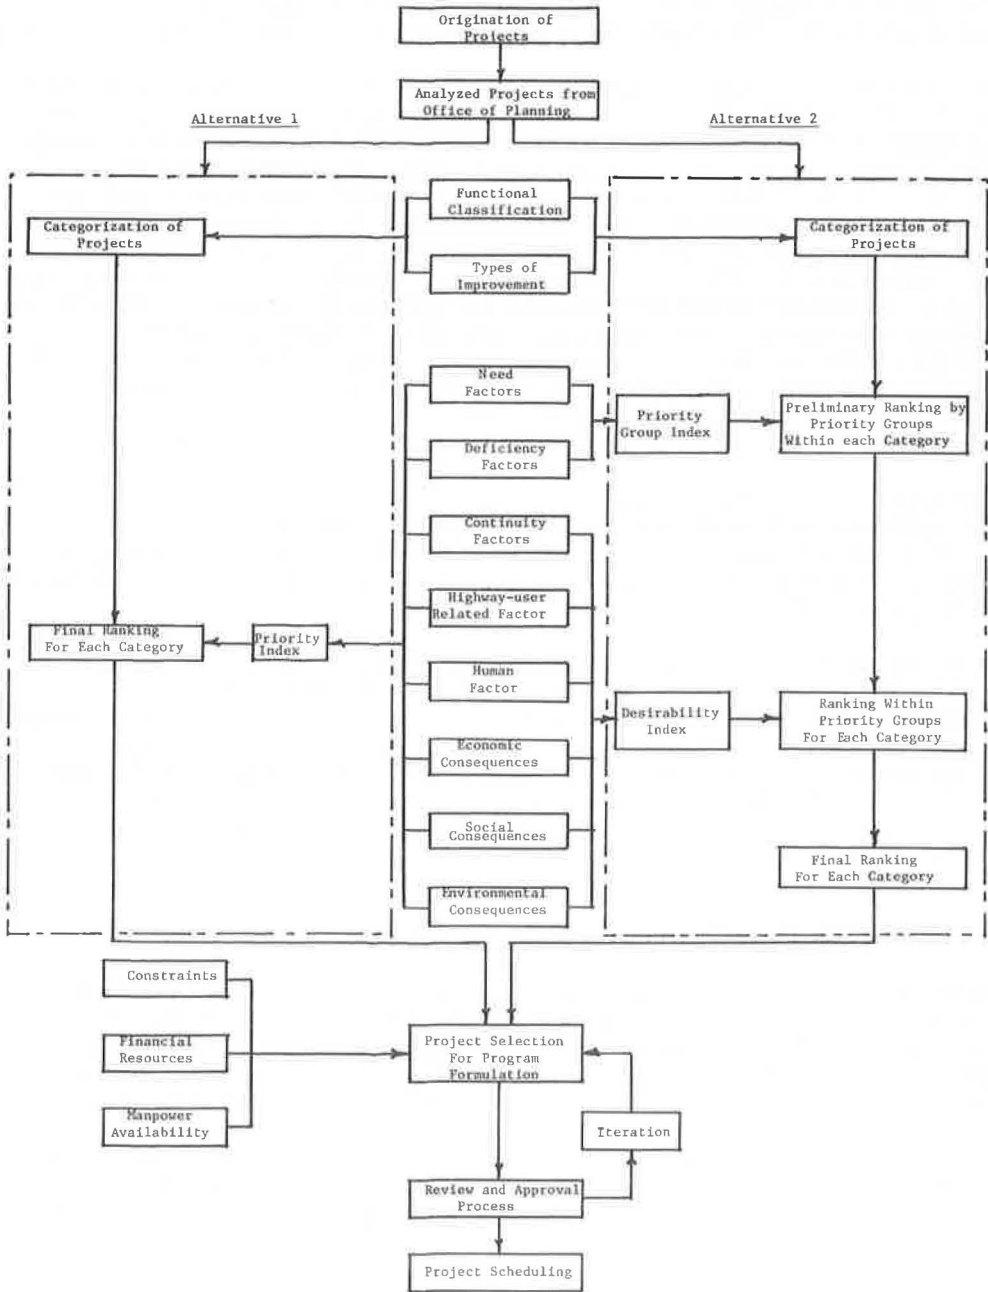 Origination of
Projects
Analyzed Projects from
Office of Planning
Alternative 1
Alternative 2
Functional
Classification
Categorization of
Projects
Categorization of
Projects
Types of
Improvement
Need
Factors
Priority
Group Index
Preliminary Ranking by
Priority Groups
Within each Category
Deficiency
Factors
Continuity
Factors
Highway-user
Related Factor
Final Ranking
For Each Category
Priority
Index
Human
Factor
Desirability
Index
Ranking Within
Priority Groups
For Each Category
Economic
Consequences
Social
Consequences
Final Ranking
For Each Category
Environmental
Consequences
Constraints
Financial
Resources
Project Selection
For Program
Formulation
Manpower
Availability
Iteration
Review and Approval
Process
Project Scheduling